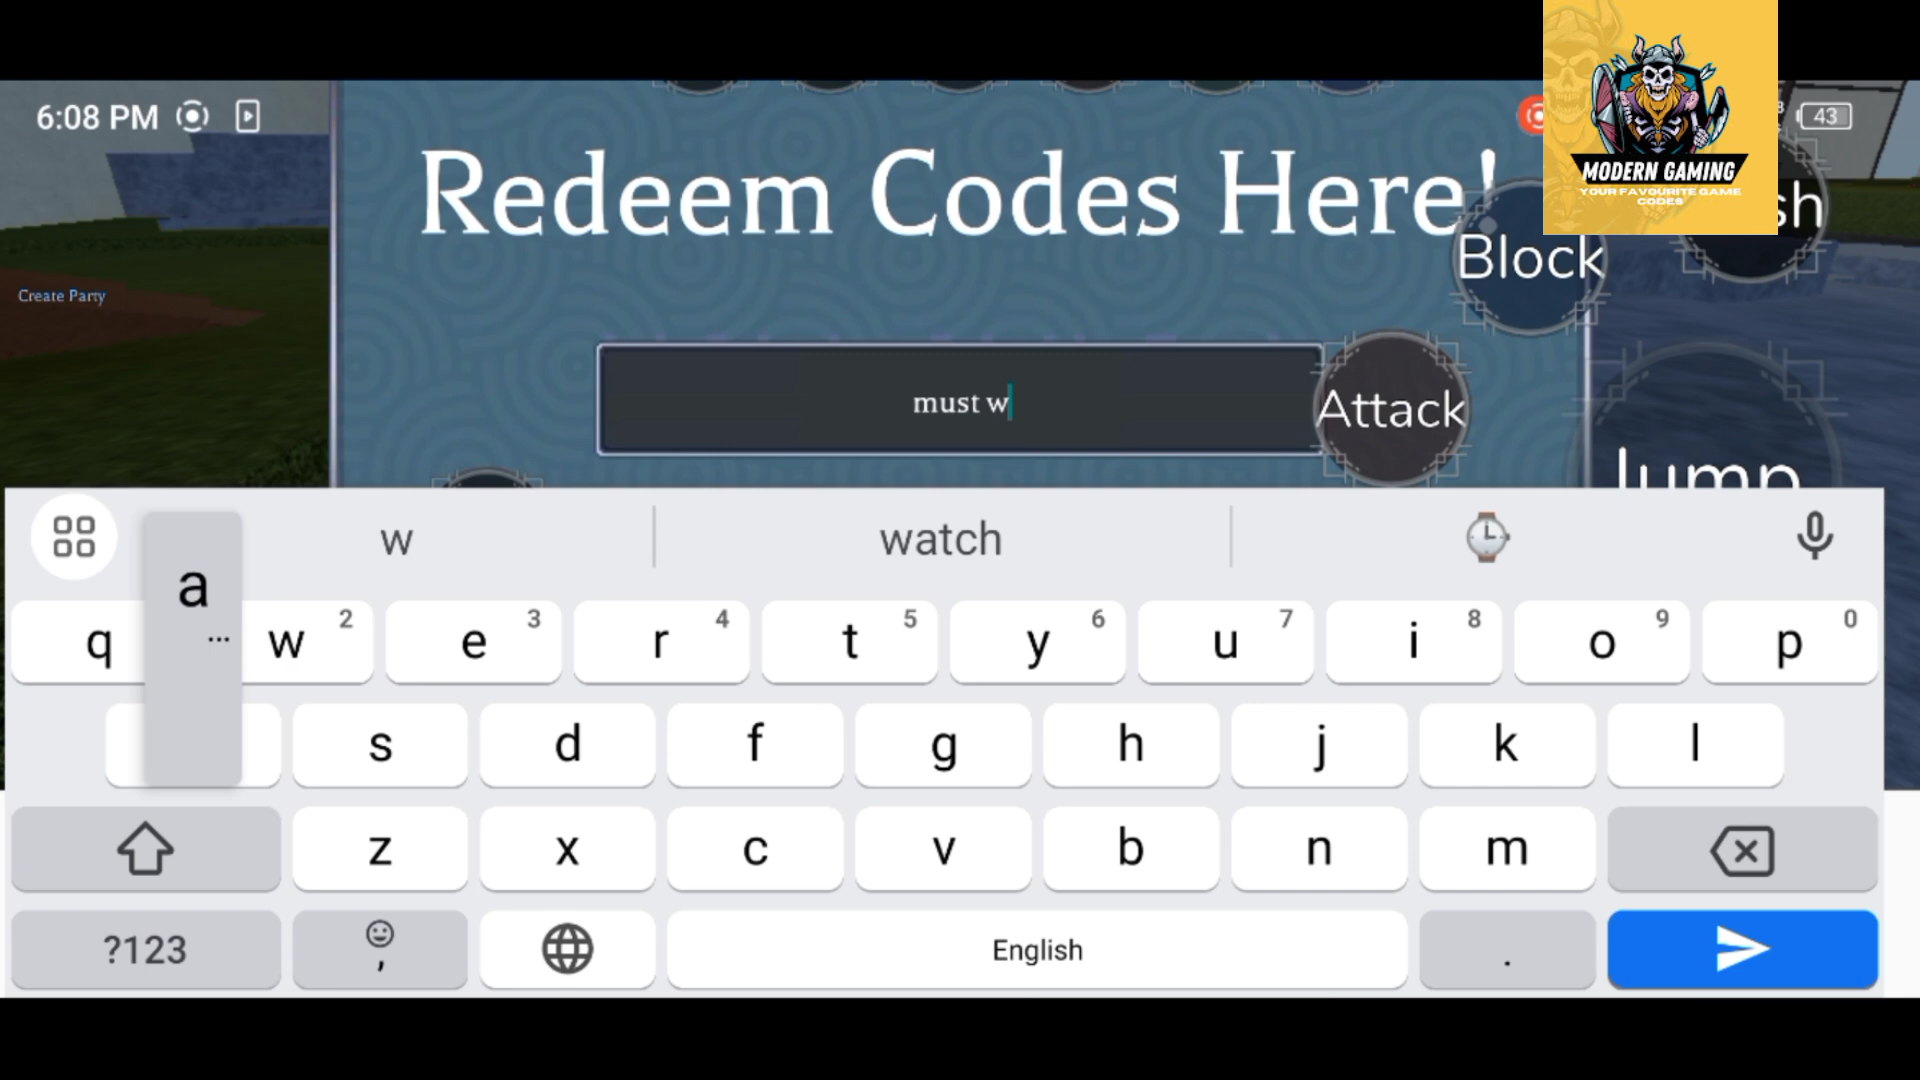 6:08 PM
43
MODERN GAMING
YOUR FAVOURITE GAME
CODES
Redeem Codes Here!
Block
Create Party
must w
Attack
Jump
w
watch
a
...
q w 2 e 3 r 4 t 5 y 6 u 7 i 8 o 9 p 0
s d f g h j k l
z x c v b n m
?123
,
English
.